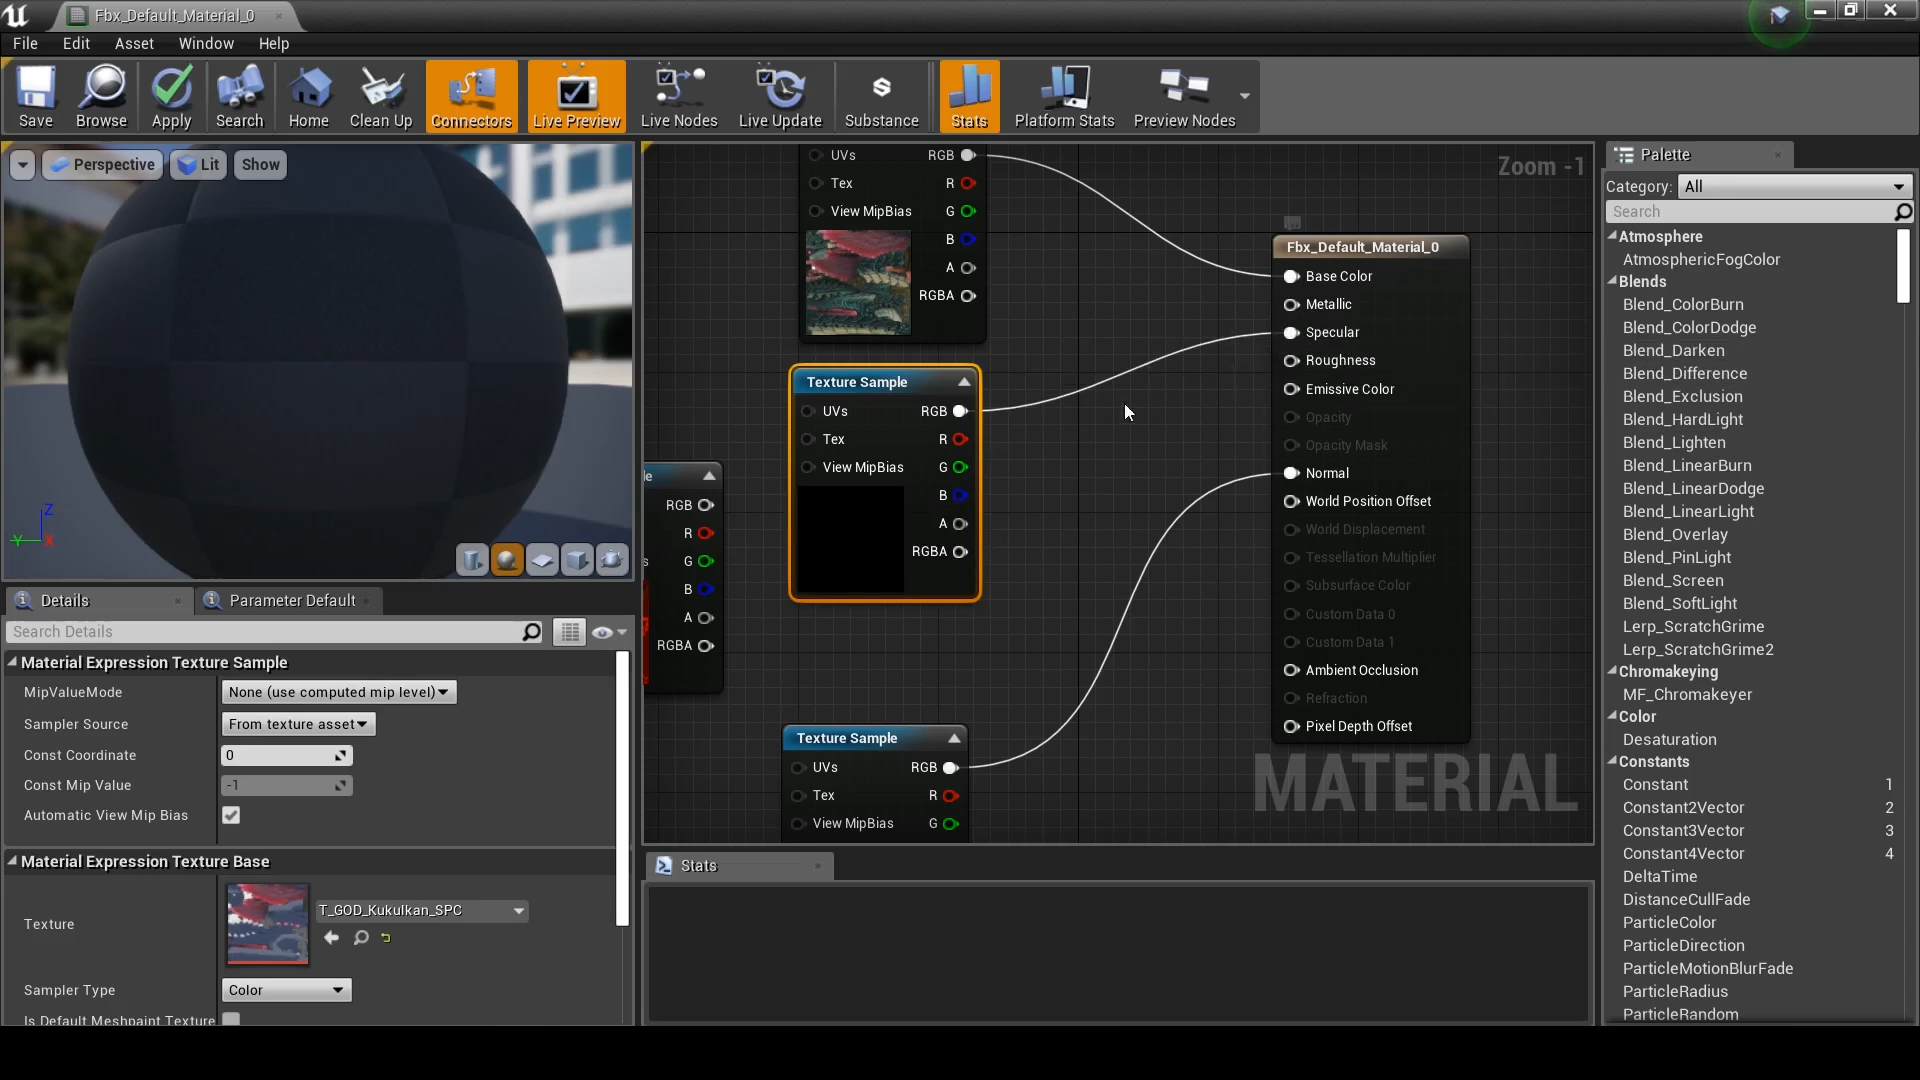 Fbx_Default_Material_0
File Edit Asset Window Help
Save Browse Apply Search Home Clean Up Connectors Live Preview Live Nodes Live Update Substance Stats Platform Stats Preview Nodes
Perspective Lit Show
Z
Y X
Details Parameter Default
Search Details
Material Expression Texture Sample
MipValueMode None (use computed mip level)
Sampler Source From texture asset
Const Coordinate 0
Const Mip Value -1
Automatic View Mip Bias
Material Expression Texture Base
Texture T_GOD_Kukulkan_SPC
Sampler Type Color
Is Default Meshpaint Texture
Zoom -1
UVs RGB
Tex R
View MipBias G
B
A
RGBA
Texture Sample
UVs RGB
Tex R
View MipBias G
B
A
RGBA
le
RGB
R
s G
B
A
RGBA
Texture Sample
UVs RGB
Tex R
View MipBias G
Fbx_Default_Material_0
Base Color
Metallic
Specular
Roughness
Emissive Color
Opacity
Opacity Mask
Normal
World Position Offset
World Displacement
Tessellation Multiplier
Subsurface Color
Custom Data 0
Custom Data 1
Ambient Occlusion
Refraction
Pixel Depth Offset
MATERIAL
Stats
Palette
Category: All
Search
Atmosphere
AtmosphericFogColor
Blends
Blend_ColorBurn
Blend_ColorDodge
Blend_Darken
Blend_Difference
Blend_Exclusion
Blend_HardLight
Blend_Lighten
Blend_LinearBurn
Blend_LinearDodge
Blend_LinearLight
Blend_Overlay
Blend_PinLight
Blend_Screen
Blend_SoftLight
Lerp_ScratchGrime
Lerp_ScratchGrime2
Chromakeying
MF_Chromakeyer
Color
Desaturation
Constants
Constant 1
Constant2Vector 2
Constant3Vector 3
Constant4Vector 4
DeltaTime
DistanceCullFade
ParticleColor
ParticleDirection
ParticleMotionBlurFade
ParticleRadius
ParticleRandom